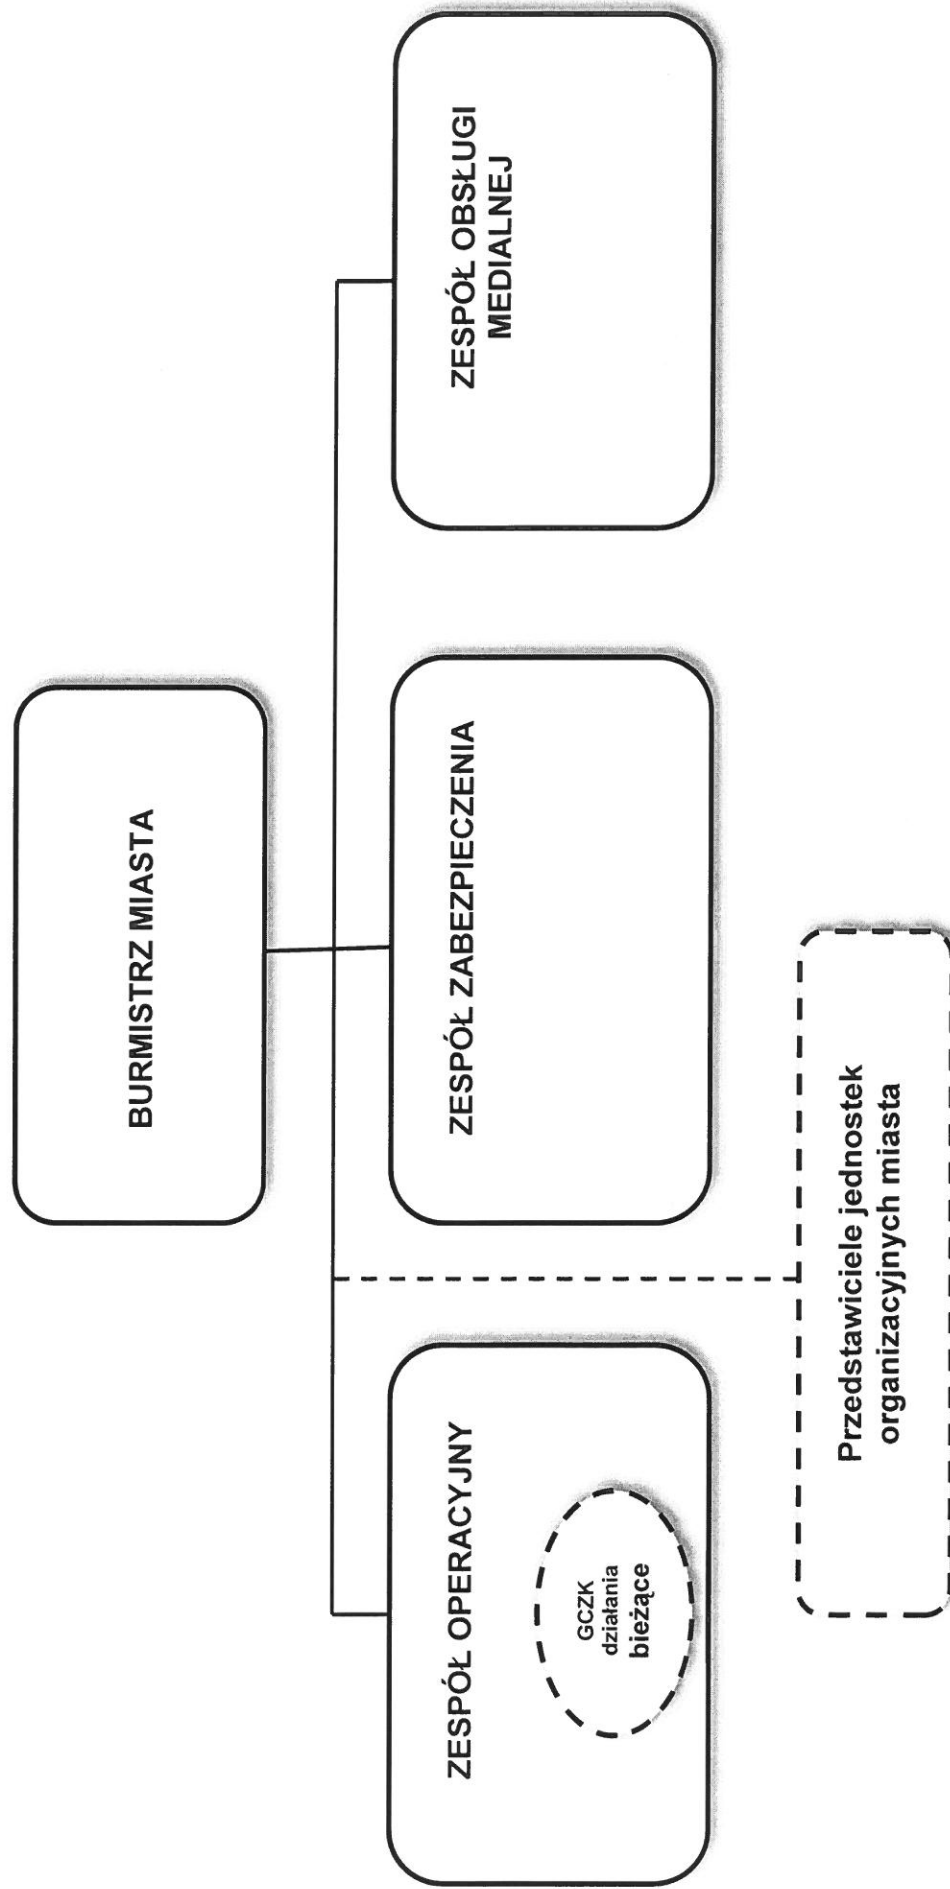 BURMISTRZ MIASTA
ZESPÓŁ OPERACYJNY
GCZK
działania
bieżące
ZESPÓŁ ZABEZPIECZENIA
ZESPÓŁ OBSŁUGI
MEDIALNEJ
Przedstawiciele jednostek
organizacyjnych miasta